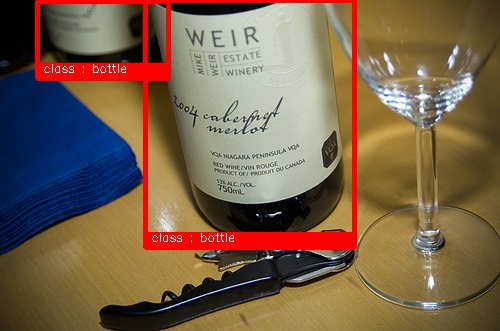 class : bottle
WEIR
MIKE WEIR ESTATE WINERY
2004 cabernet
merlot
VQA NIAGARA PENINSULA VQA
RED WINE/VIN ROUGE
PRODUCT OF/ PRODUIT DU CANADA
13% ALC./VOL.
750mL
class : bottle